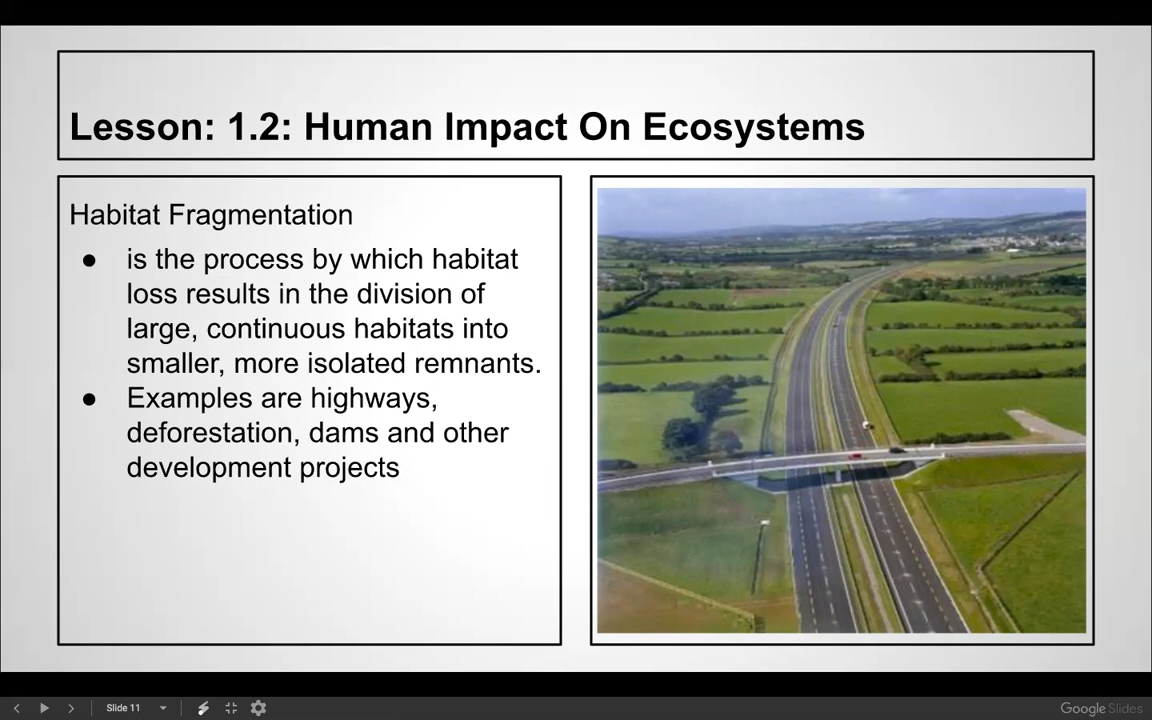 Lesson: 1.2: Human Impact On Ecosystems
Habitat Fragmentation
● is the process by which habitat
loss results in the division of
large, continuous habitats into
smaller, more isolated remnants.
● Examples are highways,
deforestation, dams and other
development projects
Slide 11
Google Slides